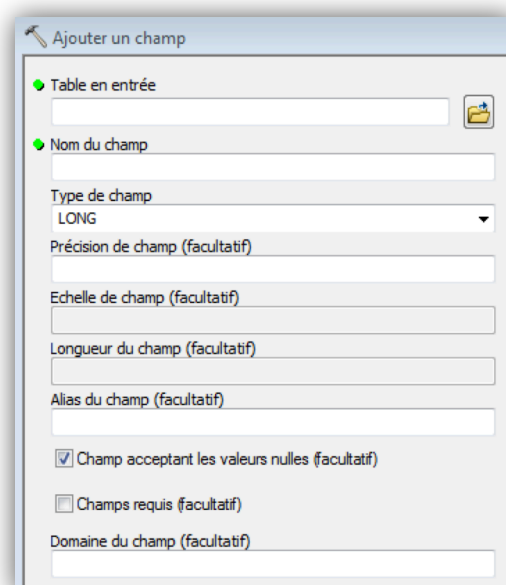 Ajouter un champ
Table en entrée
Nom du champ
Type de champ
LONG
Précision de champ (facultatif)
Echelle de champ (facultatif)
Longueur du champ (facultatif)
Alias du champ (facultatif)
Champ acceptant les valeurs nulles (facultatif)
Champs requis (facultatif)
Domaine du champ (facultatif)